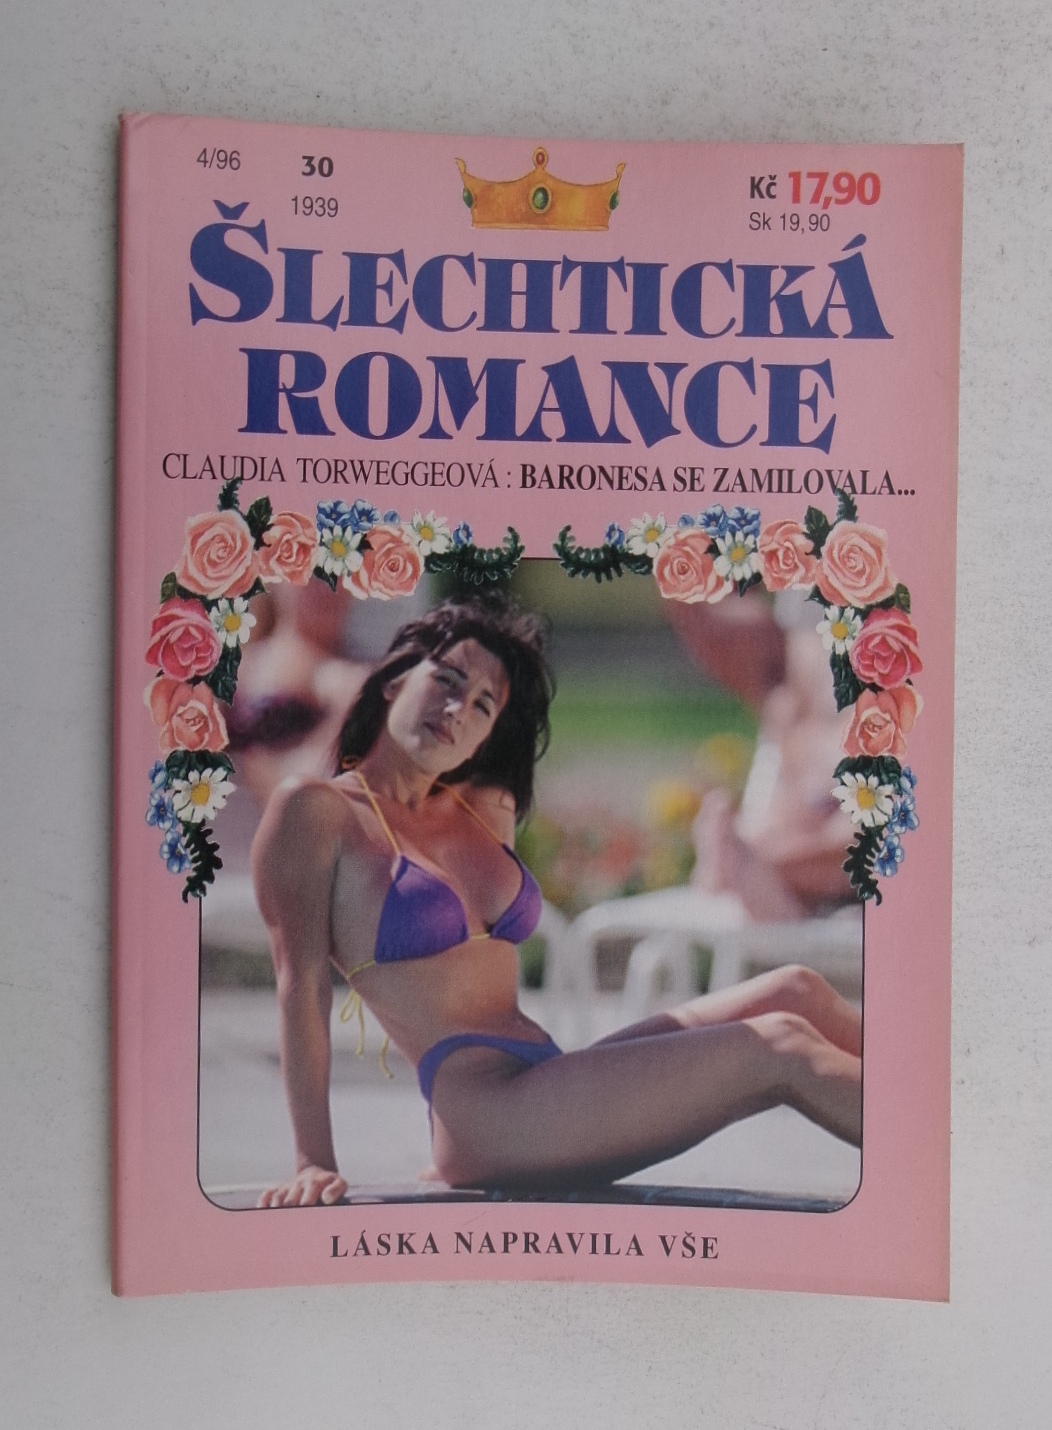 4/96 30 Kč 17,90
1939 Sk 19,90
ŠLECHTICKÁ
ROMANCE
CLAUDIA TORWEGGEOVÁ : BARONESA SE ZAMILOVALA...
LÁSKA NAPRAVILA VŠE